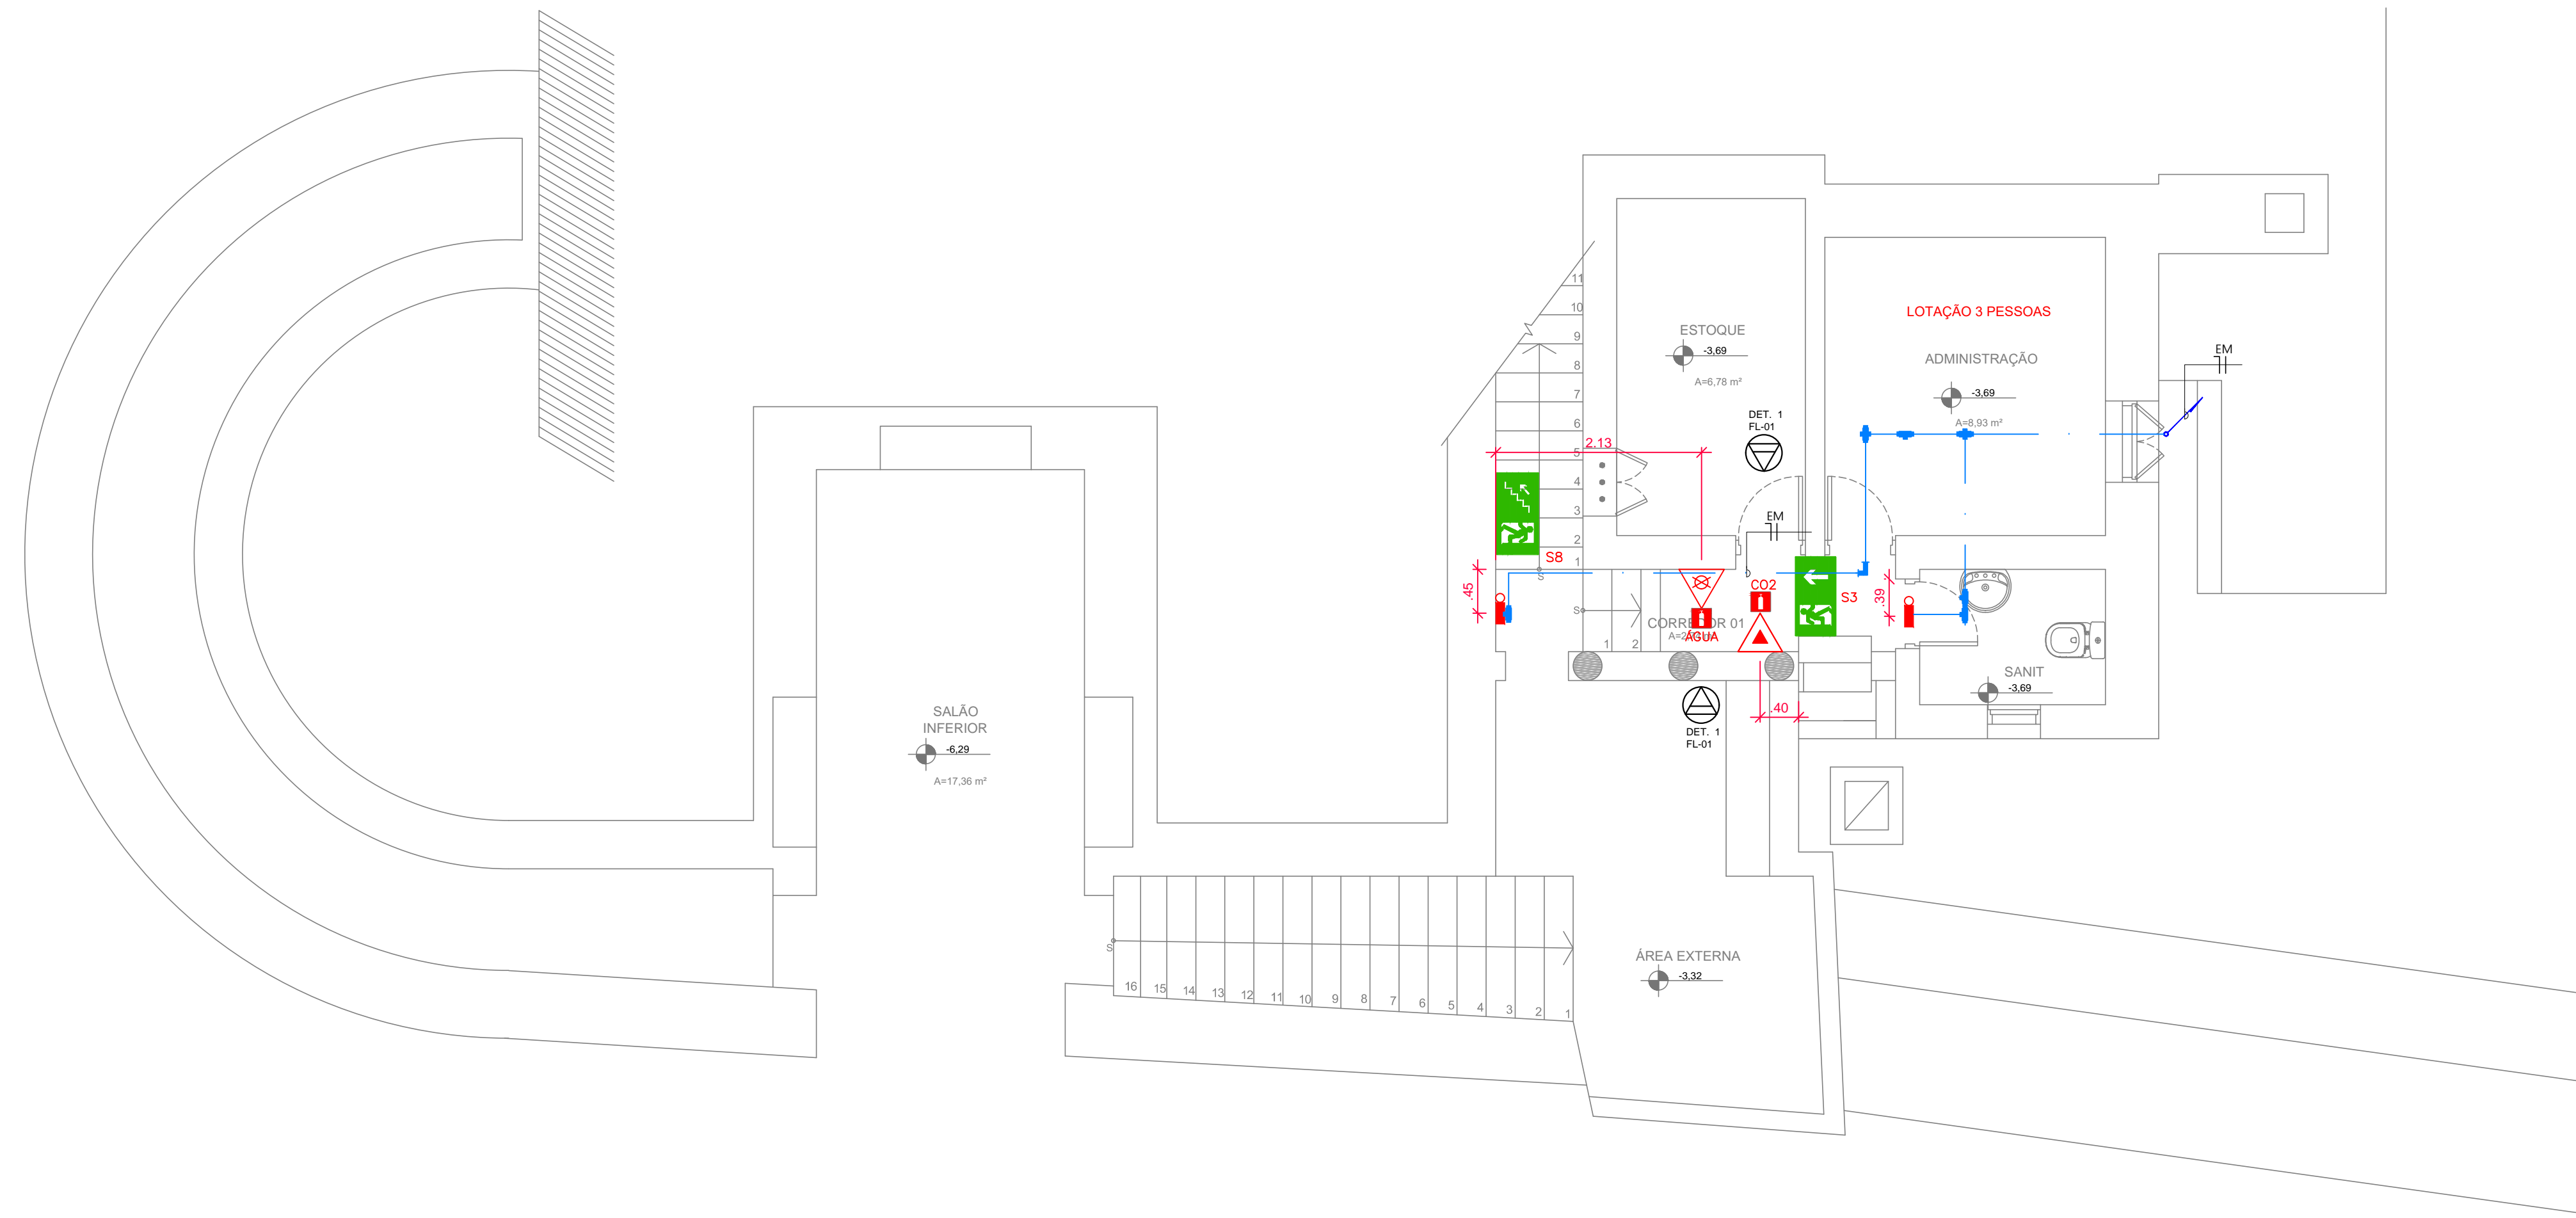 LOTAÇÃO 3 PESSOAS
ESTOQUE
-3,69
A=6,78 m²
ADMINISTRAÇÃO
-3,69
A=8,93 m²
EM
DET. 1
FL-01
2.13
11
10
9
8
7
6
5
4
3
2
1
S
S8
EM
.45
CO2
S3
.39
S
CORREDOR 01
ÁGUA
1
2
SANIT
-3,69
.40
DET. 1
FL-01
SALÃO
INFERIOR
-6,29
A=17,36 m²
S
16
15
14
13
12
11
10
9
8
7
6
5
4
3
2
1
ÁREA EXTERNA
-3,32